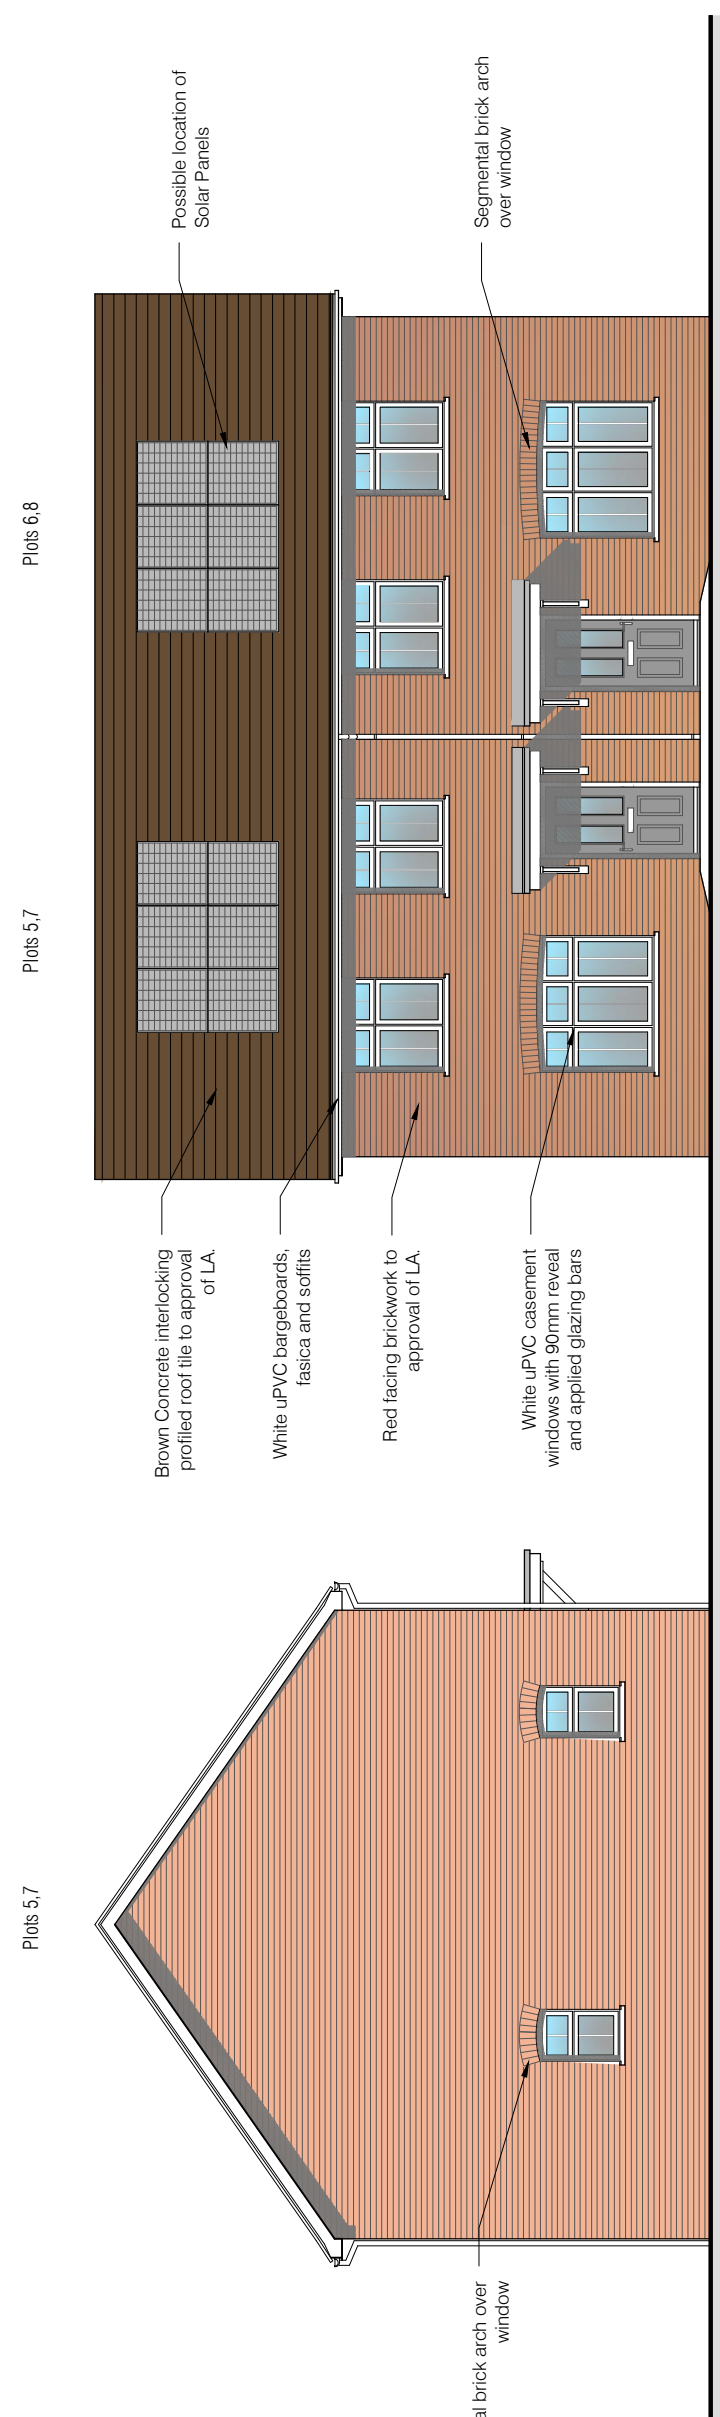 Plots 5,7
Plots 5,7
Plots 6,8
al brick arch over
window
Brown Concrete interlocking
profiled roof tile to approval
of LA.
White uPVC bargeboards,
fasica and soffits
Red facing brickwork to
approval of LA.
White uPVC casement
windows with 90mm reveal
and applied glazing bars
Possible location of
Solar Panels
Segmental brick arch
over window